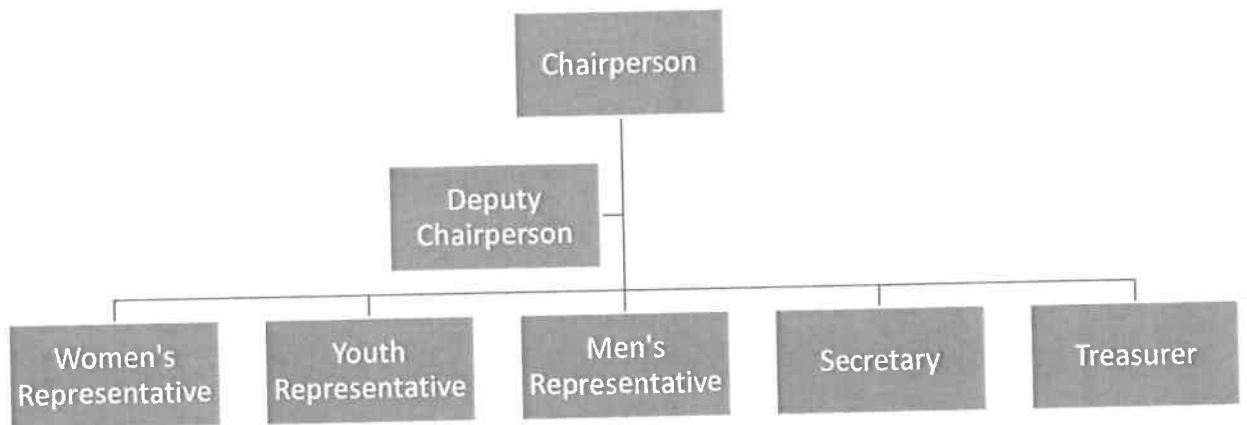 Chairperson
Deputy
Chairperson
Women's
Representative
Youth
Representative
Men's
Representative
Secretary
Treasurer